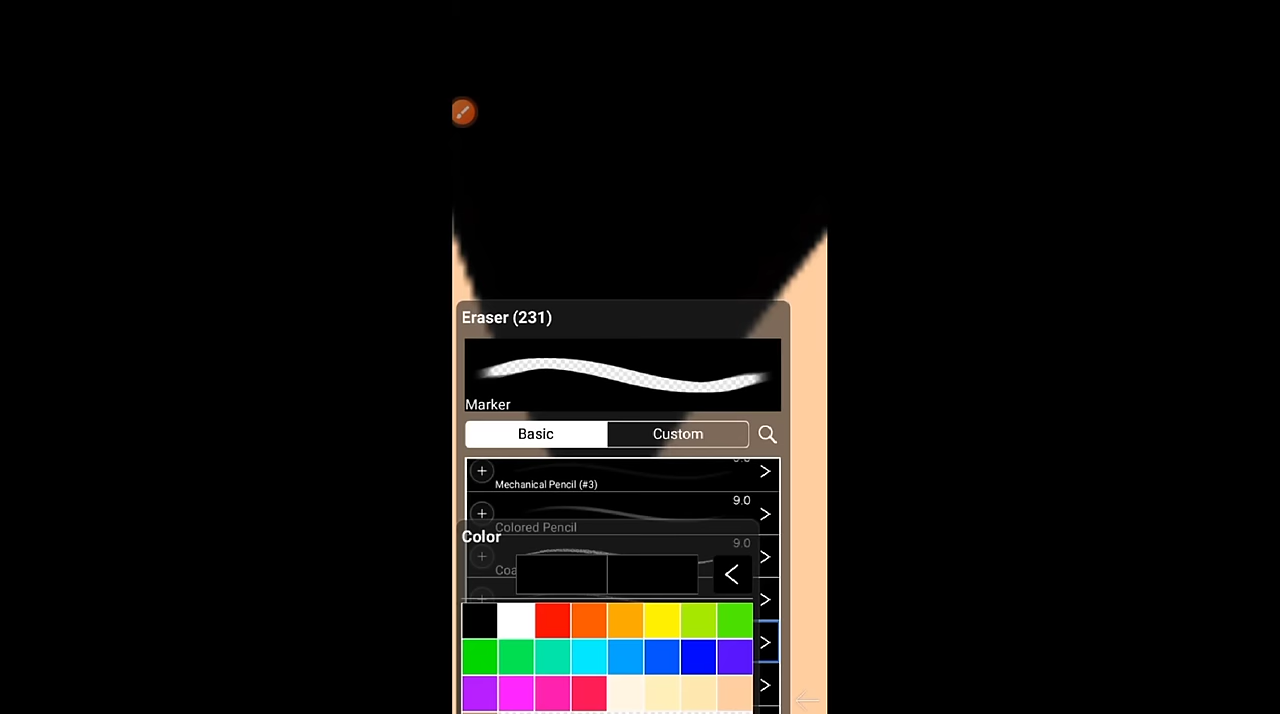 Eraser (231)
Marker
Basic
Custom
Mechanical Pencil (#3)
9.0
Colored Pencil
9.0
Color